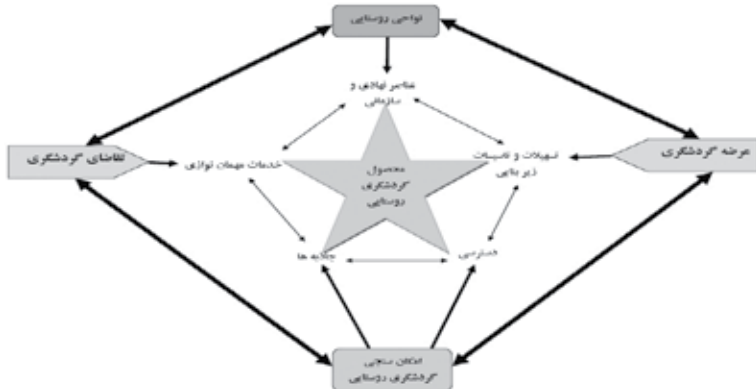 نواحی روستایی
عناصر نهادی و
سازمانی
تقاضای گردشگری
خدمات مهمان نوازی
محصول
گردشگری
روستایی
تسهیلات و تاسیسات
زیر بنایی
عرضه گردشگری
جاذبه ها
دسترسی
امکان سنجی
گردشگری روستایی